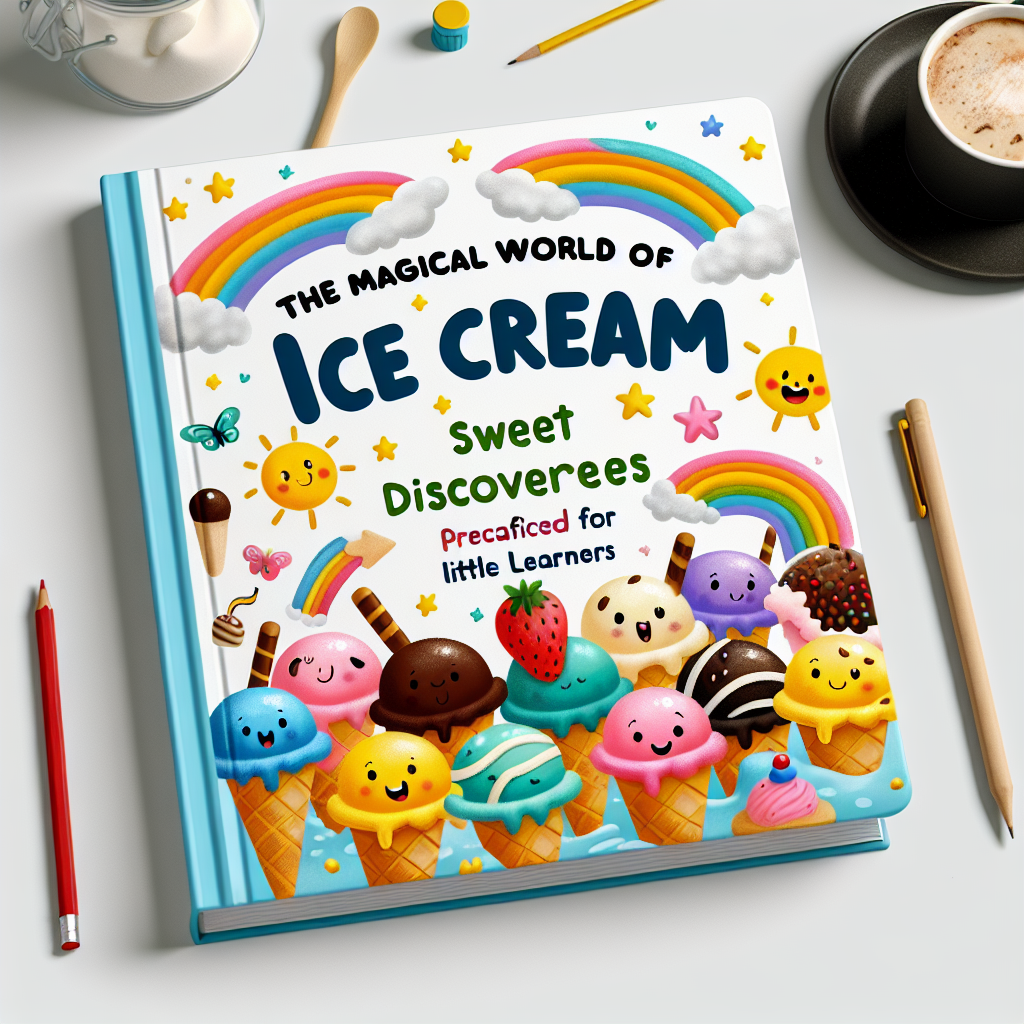 THE MAGICAL WORLD OF
ICE CREAM
Sweet
Discoverees
Precaficed for
little Learners